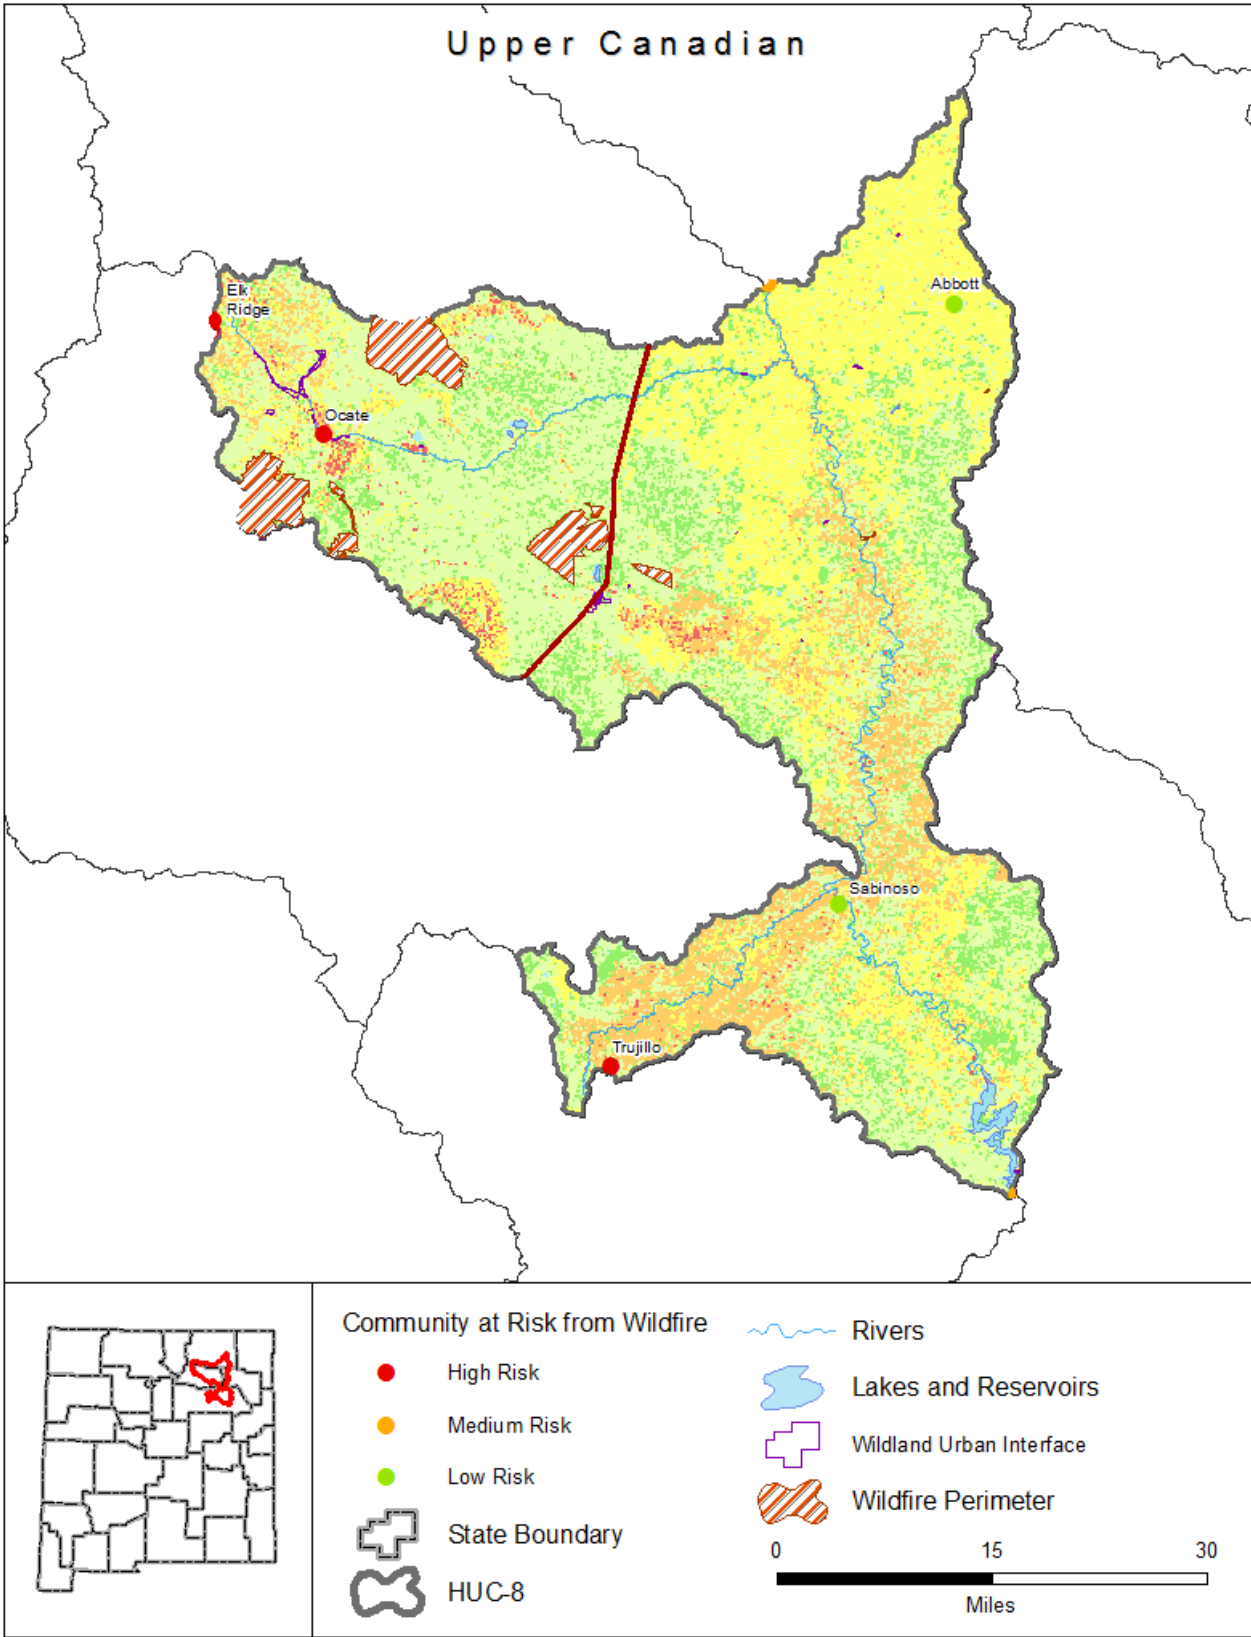 Upper Canadian
Elk
Ridge
Abbott
Ocate
Sabinoso
Trujillo
Community at Risk from Wildfire
High Risk
Medium Risk
Low Risk
State Boundary
HUC-8
Rivers
Lakes and Reservoirs
Wildland Urban Interface
Wildfire Perimeter
0 15 30
Miles